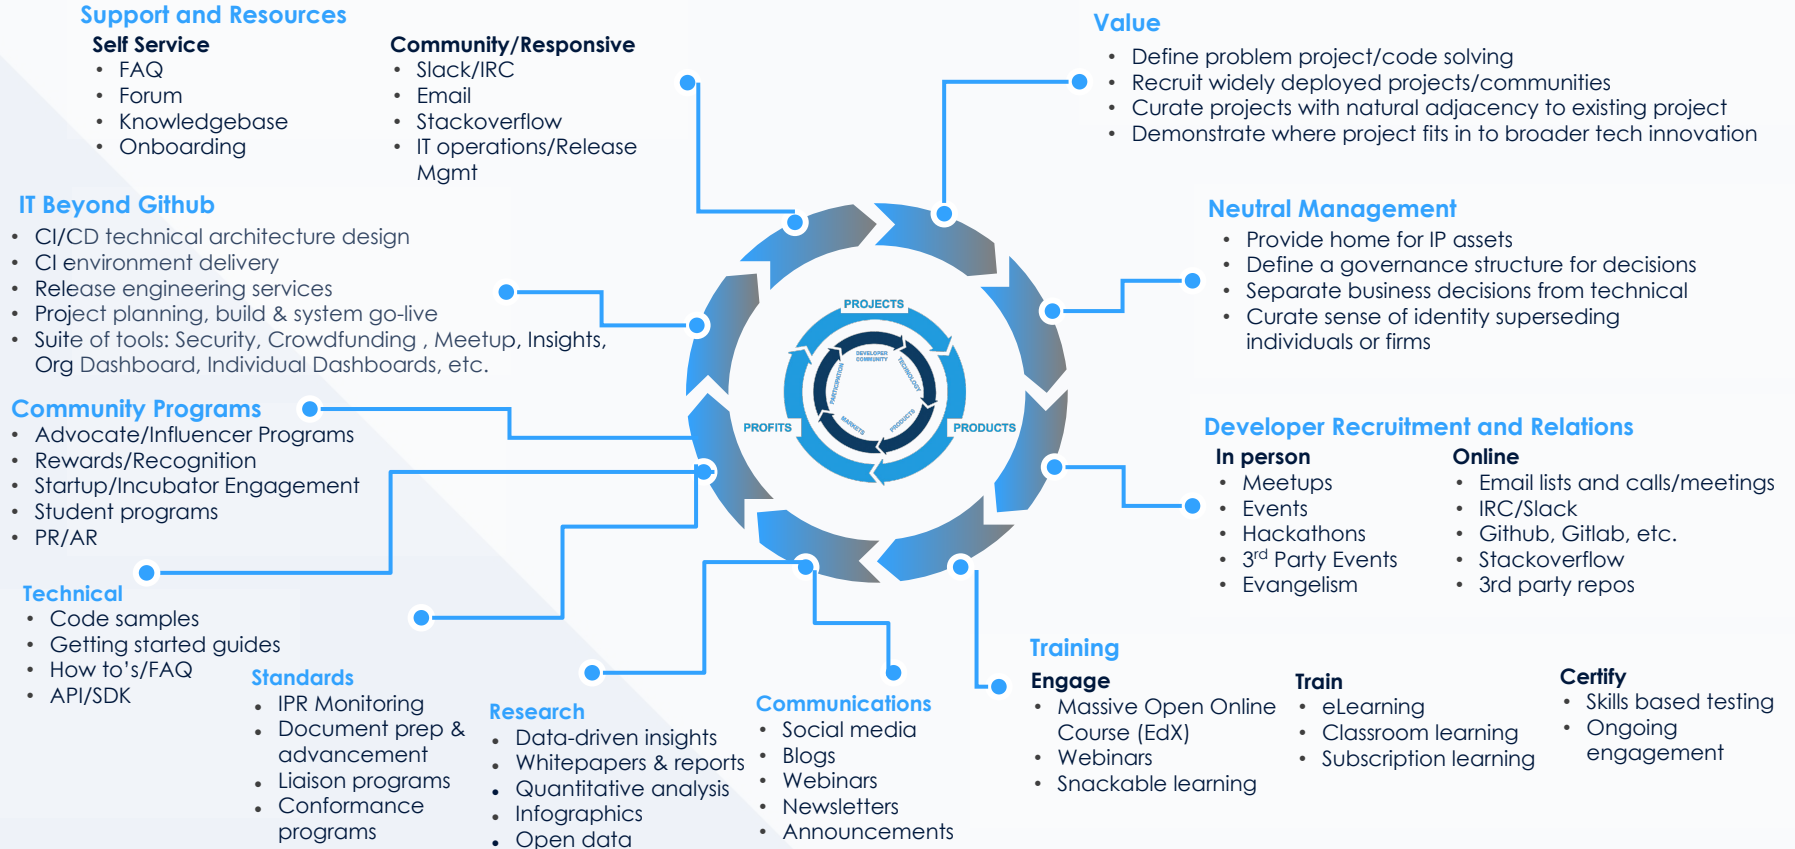 Support and Resources
Self Service
FAQ
Forum
Knowledgebase
Onboarding
Community/Responsive
Slack/IRC
Email
Stackoverflow
IT operations/Release
Mgmt
Value
Define problem project/code solving
Recruit widely deployed projects/communities
Curate projects with natural adjacency to existing project
Demonstrate where project fits in to broader tech innovation
IT Beyond Github
CI/CD technical architecture design
CI environment delivery
Release engineering services
Project planning, build & system go-live
Suite of tools: Security, Crowdfunding , Meetup, Insights,
Org Dashboard, Individual Dashboards, etc.
Neutral Management
Provide home for IP assets
Define a governance structure for decisions
Separate business decisions from technical
Curate sense of identity superseding
individuals or firms
PROJECTS
PRODUCTS
PROFITS
DEVELOPER
COMMUNITY
TECHNOLOGY
PRODUCTS
MARKETS
PARTICIPATION
Community Programs
Advocate/Influencer Programs
Rewards/Recognition
Startup/Incubator Engagement
Student programs
PR/AR
Developer Recruitment and Relations
In person
Meetups
Events
Hackathons
3rd Party Events
Evangelism
Online
Email lists and calls/meetings
IRC/Slack
Github, Gitlab, etc.
Stackoverflow
3rd party repos
Technical
Code samples
Getting started guides
How to's/FAQ
API/SDK
Standards
IPR Monitoring
Document prep &
advancement
Liaison programs
Conformance
programs
Research
Data-driven insights
Whitepapers & reports
Quantitative analysis
Infographics
Open data
Communications
Social media
Blogs
Webinars
Newsletters
Announcements
Training
Engage
Massive Open Online
Course (EdX)
Webinars
Snackable learning
Train
eLearning
Classroom learning
Subscription learning
Certify
Skills based testing
Ongoing
engagement